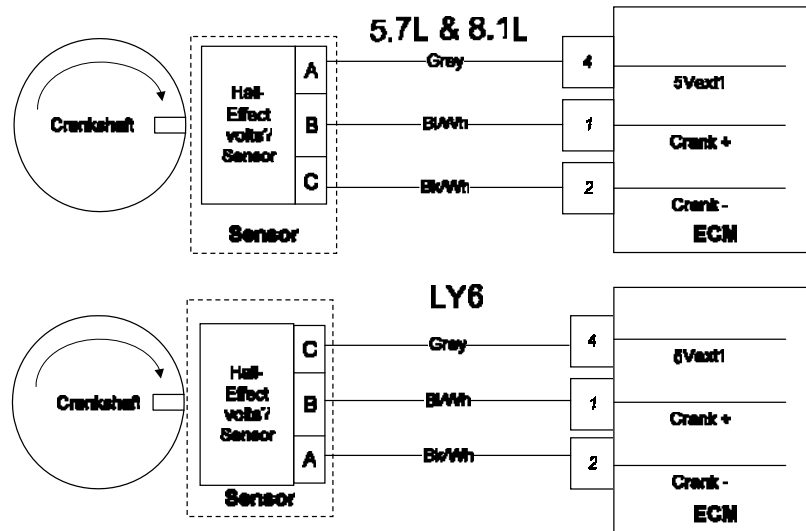 5.7L & 8.1L
Crankshaft
Hall-
Effect
volts?/
Sensor
A
B
C
Sensor
Grey
Bl/Wh
Bk/Wh
4
1
2
5Vext1
Crank +
Crank -
ECM
LY6
Crankshaft
Hall-
Effect
volts?/
Sensor
C
B
A
Sensor
Grey
Bl/Wh
Bk/Wh
4
1
2
5Vext1
Crank +
Crank -
ECM